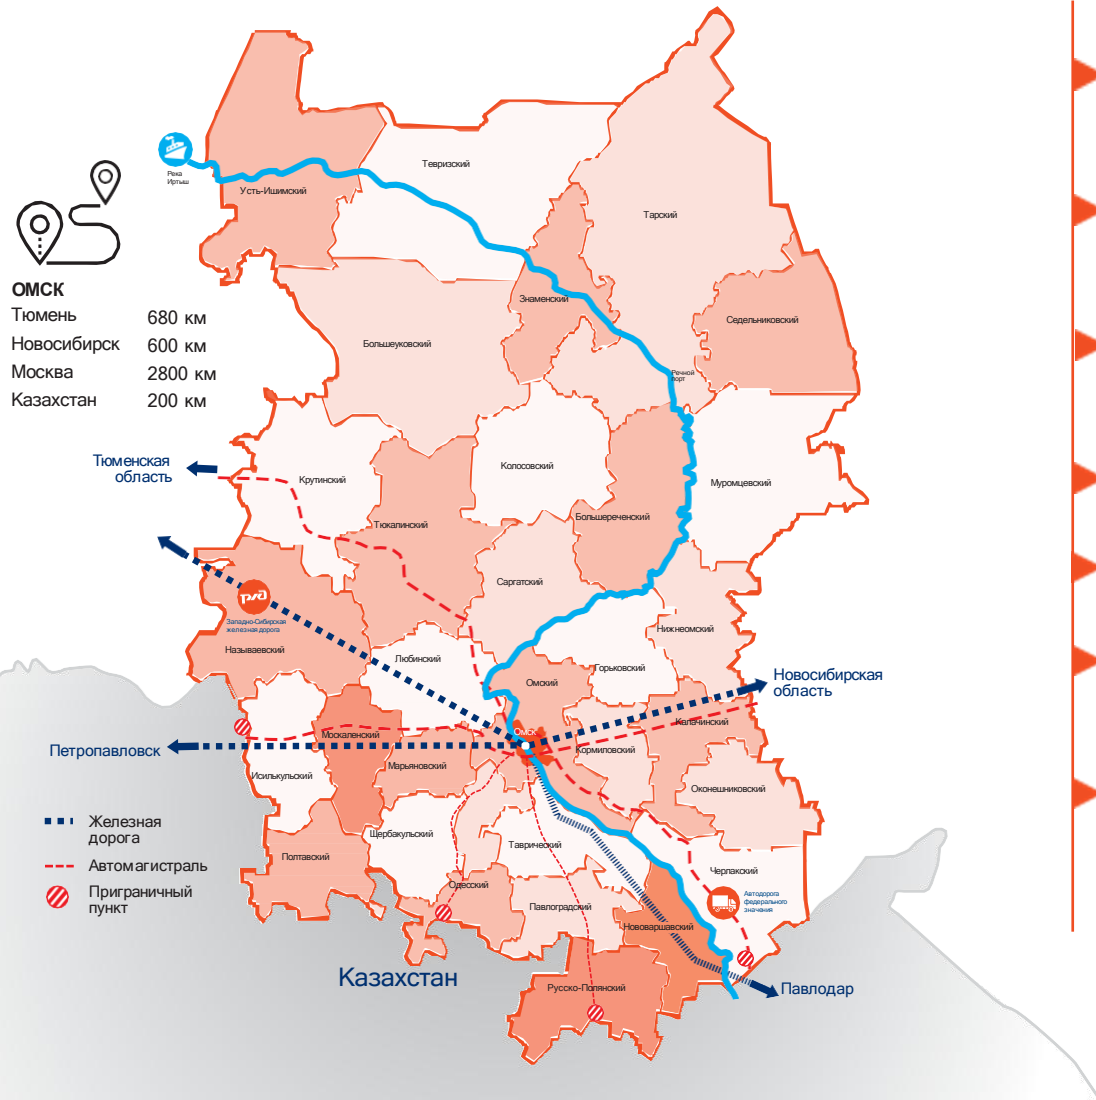 Тевризский
Река
Иртыш
Усть-Ишимский
Тарский
ОМСК
Тюмень 680 км
Новосибирск 600 км
Москва 2800 км
Казахстан 200 км
Знаменский
Седельниковский
Большеуковский
Речной
порт
Тюменская
область
Колосовский
Крутинский
Муромцевский
Тюкалинский
Большереченский
Саргатский
РЖД
Западно-Сибирская
железная дорога
Называевский
Нижнеомский
Любинский
Горьковский
Омский
Новосибирская
область
Калачинский
Москаленский
Омск
Петропавловск
Кормиловский
Марьяновский
Исилькульский
Оконешниковский
Железная
дорога
Щербакульский
Таврический
Полтавский
Автомагистраль
Черлакский
Одесский
Приграничный
пункт
Автодорога
федерального
значения
Павлоградский
Нововаршавский
Казахстан
Русско-Полянский
Павлодар